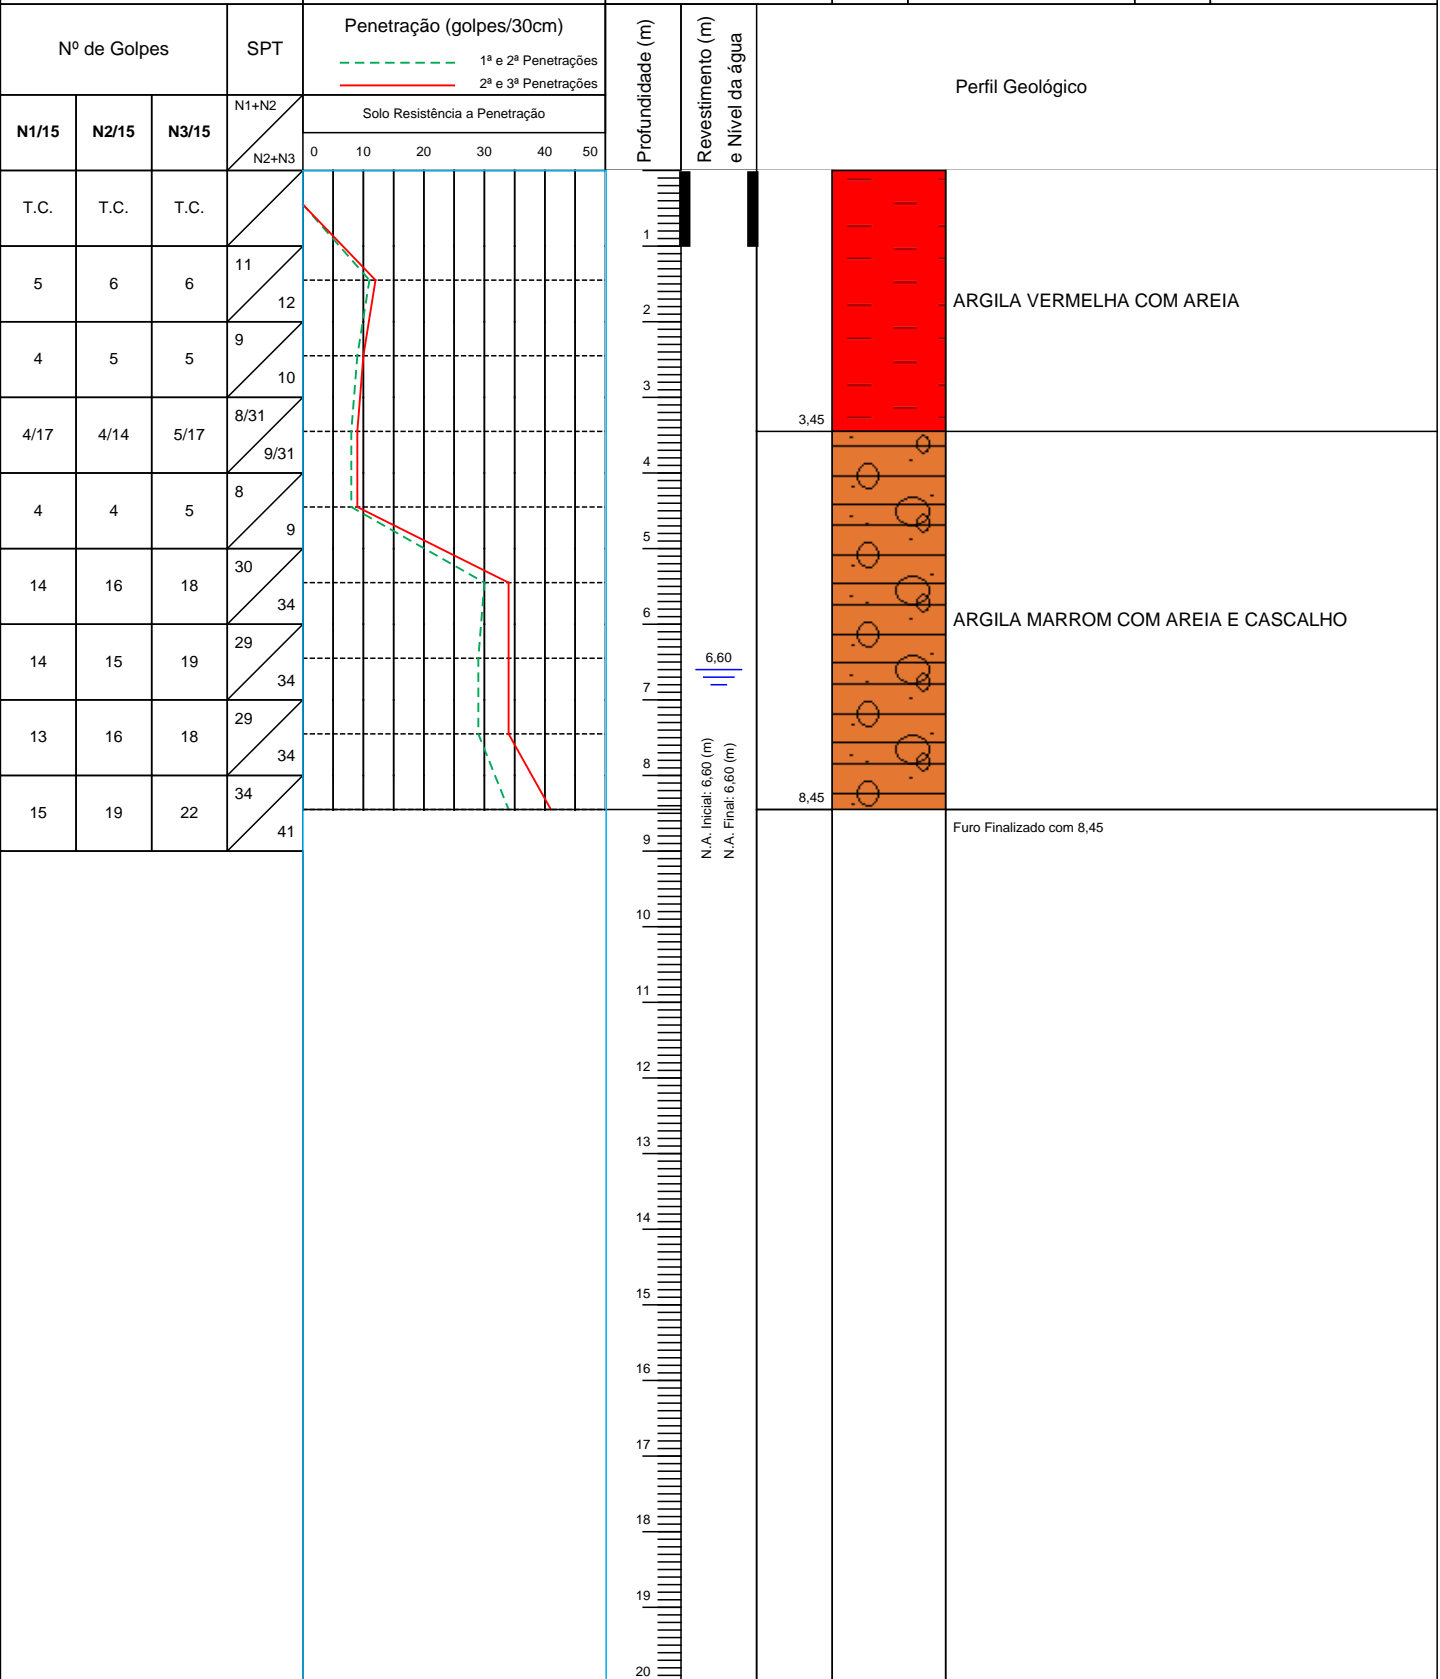 Nº de Golpes
SPT
Penetração (golpes/30cm)
1ª e 2ª Penetrações
2ª e 3ª Penetrações
Profundidade (m)
Revestimento (m)
e Nível da água
Perfil Geológico
N1/15 N2/15 N3/15
N1+N2
N2+N3
Solo Resistência a Penetração
0 10 20 30 40 50
T.C. T.C. T.C.
1
5 6 6 11
12
2
ARGILA VERMELHA COM AREIA
4 5 5 9
10
3
4/17 4/14 5/17 8/31
9/31
3,45
4
4 4 5 8
9
5
14 16 18 30
34
6
ARGILA MARROM COM AREIA E CASCALHO
14 15 19 29
34
6,60
7
13 16 18 29
34
8
N.A. Inicial: 6,60 (m)
N.A. Final: 6,60 (m)
15 19 22 34
41
8,45
Furo Finalizado com 8,45
9
10
11
12
13
14
15
16
17
18
19
20